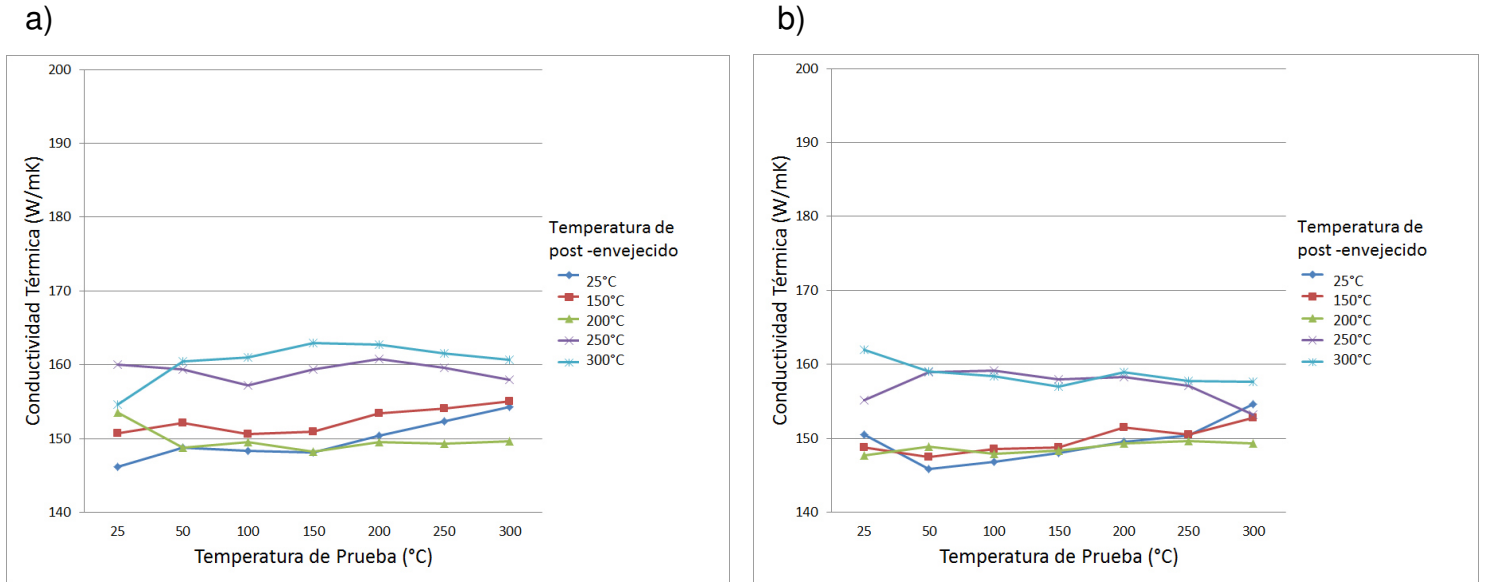 a)
200
190
180
170
160
150
140
Conductividad Térmica (W/mK)
25 50 100 150 200 250 300
Temperatura de Prueba (°C)
Temperatura de
post -envejecido
25°C
150°C
200°C
250°C
300°C
b)
200
190
180
170
160
150
140
Conductividad Térmica (W/mK)
25 50 100 150 200 250 300
Temperatura de Prueba (°C)
Temperatura de
post -envejecido
25°C
150°C
200°C
250°C
300°C